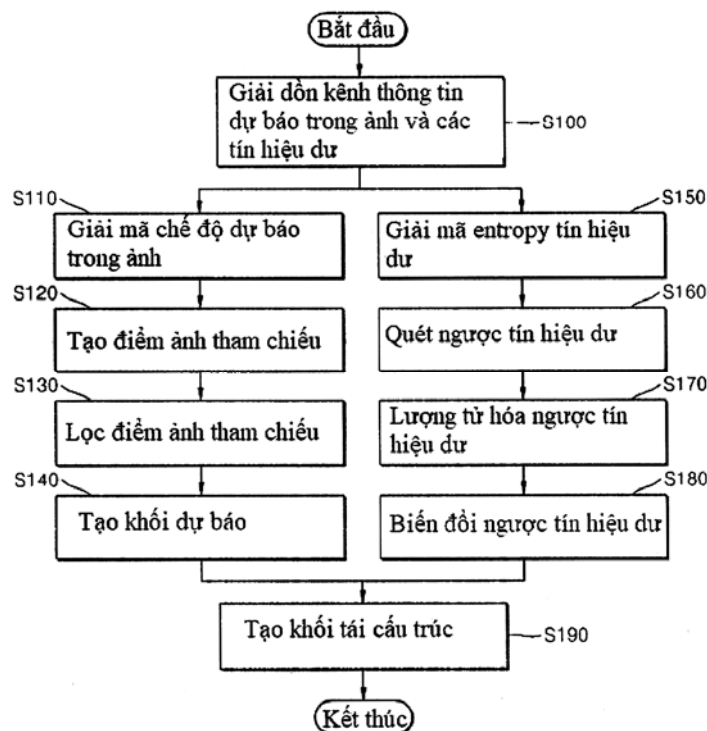 Bắt đầu
Giải dồn kênh thông tin
dự báo trong ảnh và các
tín hiệu dư
S100
S110
Giải mã chế độ dự báo
trong ảnh
S150
Giải mã entropy tín hiệu
dư
S120
Tạo điểm ảnh tham chiếu
S160
Quét ngược tín hiệu dư
S130
Lọc điểm ảnh tham chiếu
S170
Lượng tử hóa ngược tín
hiệu dư
S140
Tạo khối dự báo
S180
Biến đổi ngược tín hiệu dư
Tạo khối tái cấu trúc
S190
Kết thúc